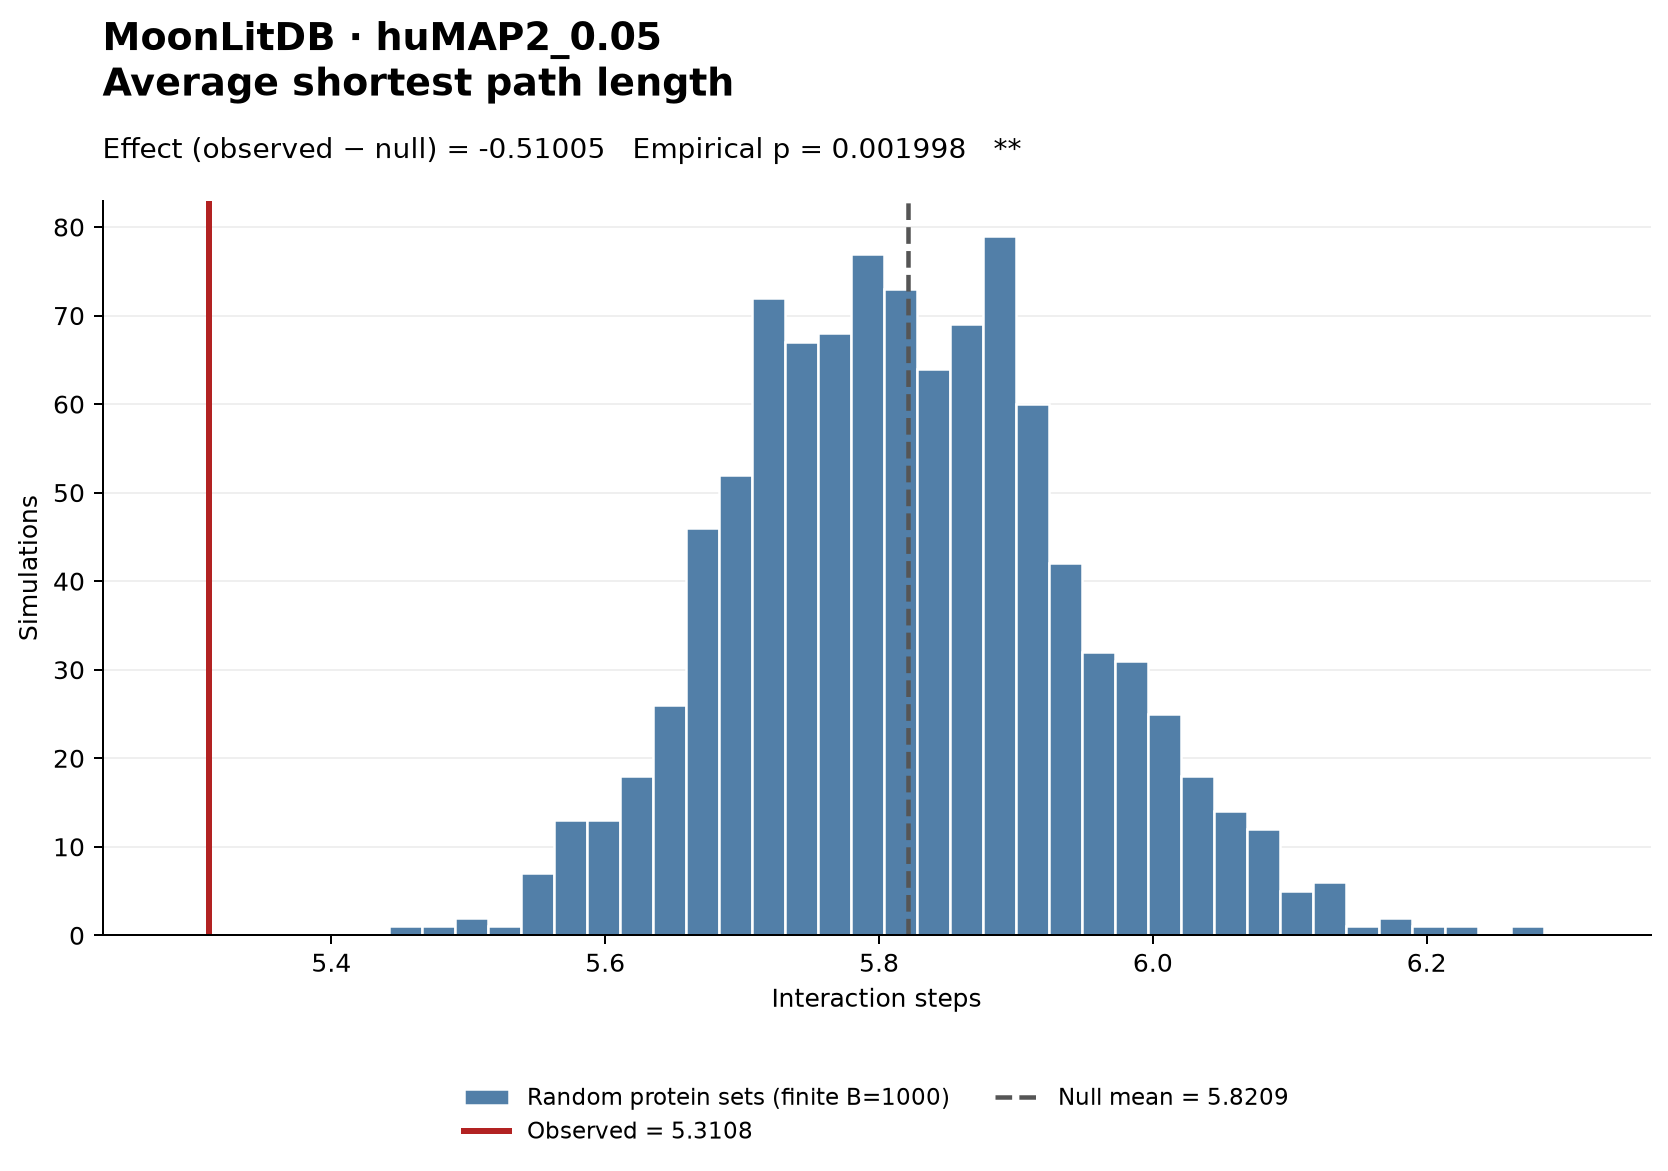 MoonLitDB · huMAP2_0.05
Average shortest path length
Effect (observed − null) = -0.51005   Empirical p = 0.001998   **
80
70
60
50
40
30
20
10
0
Simulations
5.4 5.6 5.8 6.0 6.2
Interaction steps
Random protein sets (finite B=1000)
Null mean = 5.8209
Observed = 5.3108